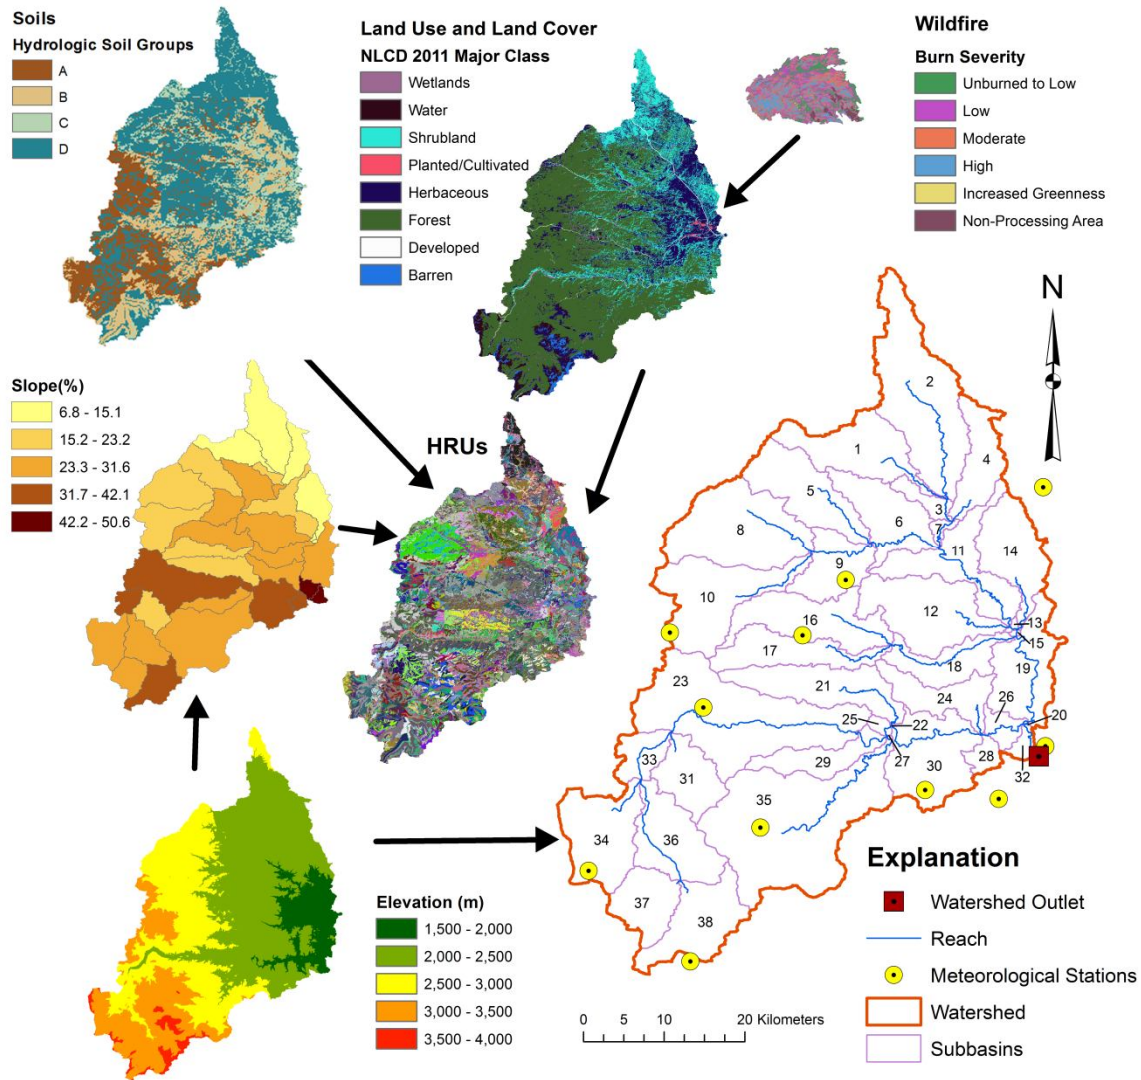 Soils
Hydrologic Soil Groups
A
B
C
D
Land Use and Land Cover
NLCD 2011 Major Class
Wetlands
Water
Shrubland
Planted/Cultivated
Herbaceous
Forest
Developed
Barren
Wildfire
Burn Severity
Unburned to Low
Low
Moderate
High
Increased Greenness
Non-Processing Area
Slope(%)
6.8 - 15.1
15.2 - 23.2
23.3 - 31.6
31.7 - 42.1
42.2 - 50.6
HRUs
N
2
1
4
5
3
8
6
7
9
11
14
10
12
16
13
17
15
18
19
23
21
24
26
25
22
20
33
29
27
30
28
32
31
35
34
36
37
38
Elevation (m)
1,500 - 2,000
2,000 - 2,500
2,500 - 3,000
3,000 - 3,500
3,500 - 4,000
Explanation
Watershed Outlet
Reach
Meteorological Stations
Watershed
Subbasins
0 5 10 20 Kilometers